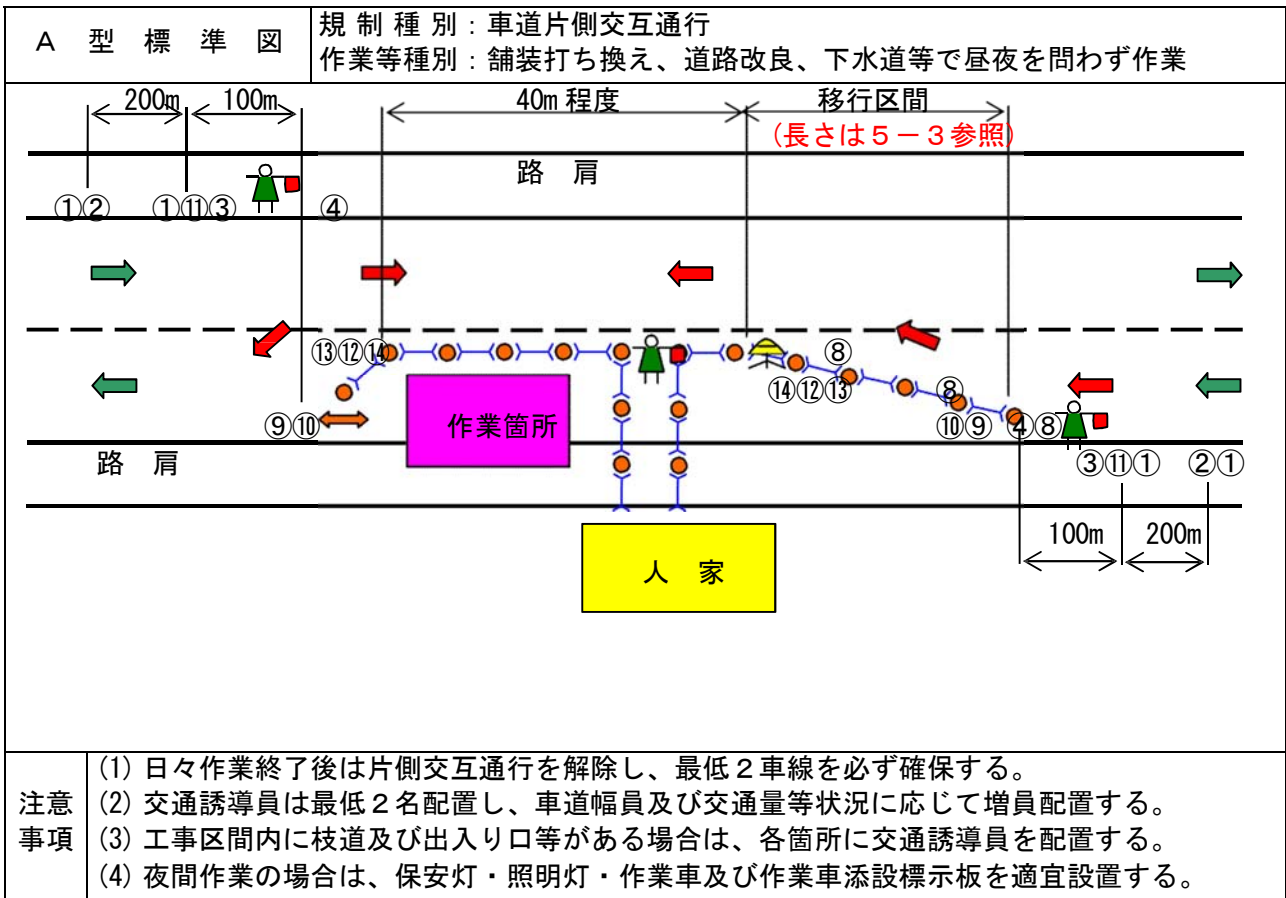 A 型 標 準 図
規 制 種 別：車道片側交互通行
作業等種別：舗装打ち換え、道路改良、下水道等で昼夜を問わず作業
200m 100m 40m程度 移行区間
(長さは５－３参照)
路 肩
①② ①⑪③ ④
⑬⑫⑭ ⑧
⑭⑫⑬ ⑧
⑨⑩ 作業箇所 ⑩⑨ ④⑧
路 肩 ③⑪① ②①
100m 200m
人 家
注意
事項
(1) 日々作業終了後は片側交互通行を解除し、最低２車線を必ず確保する。
(2) 交通誘導員は最低２名配置し、車道幅員及び交通量等状況に応じて増員配置する。
(3) 工事区間内に枝道及び出入り口等がある場合は、各箇所に交通誘導員を配置する。
(4) 夜間作業の場合は、保安灯・照明灯・作業車及び作業車添設標示板を適宜設置する。